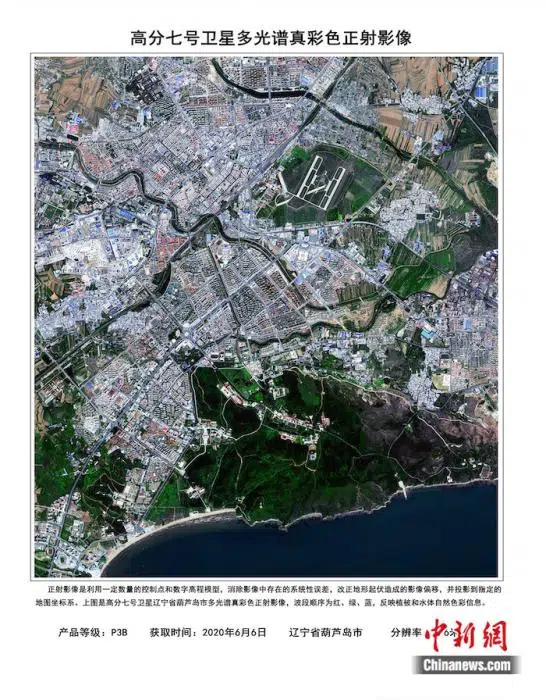 高分七号卫星多光谱真彩色正射影像
正射影像是利用一定数量的控制点和数字高程模型，消除影像中存在的系统性误差，改正地形起伏造成的影像偏移，并投影到指定的
地图坐标系。上图是高分七号卫星辽宁省葫芦岛市多光谱真彩色正射影像，波段顺序为红、绿、蓝，反映植被和水体自然色彩信息。
产品等级：P3B 获取时间：2020年6月6日 辽宁省葫芦岛市 分辨率
中新网
Chinanews.com